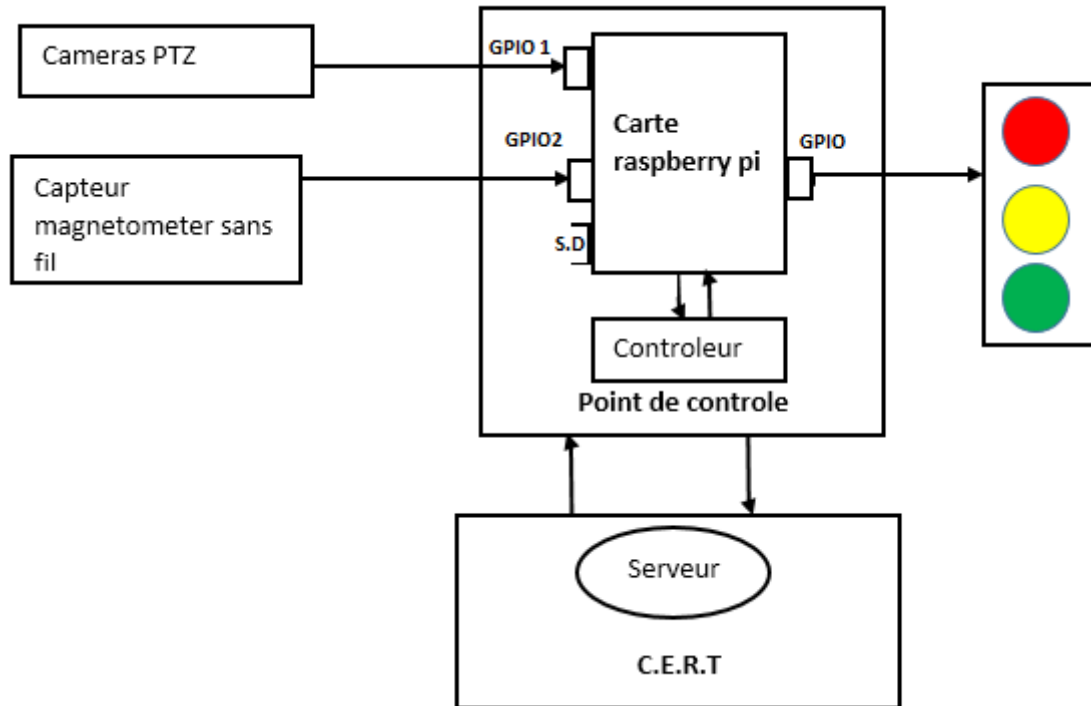 Cameras PTZ
GPIO 1
Capteur
magnetometer sans
fil
GPIO2
S.D
Carte
raspberry pi
GPIO
Controleur
Point de controle
Serveur
C.E.R.T